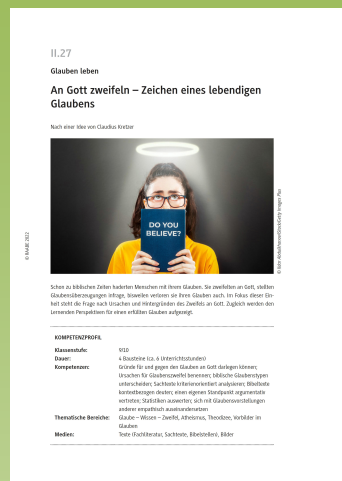 II.27
Glauben leben
An Gott zweifeln – Zeichen eines lebendigen
Glaubens
Nach einer Idee von Claudius Kretzer
DO YOU
BELIEVE?
© RAABE 2022
Schon zu biblischen Zeiten haderten Menschen mit ihrem Glauben. Sie zweifelten an Gott, stellten
Glaubensüberzeugungen infrage, bisweilen verloren sie ihren Glauben auch. Im Fokus dieser Ein-
heit steht die Frage nach Ursachen und Hintergründen des Zweifels an Gott. Zugleich werden den
Lernenden Perspektiven für einen erfüllten Glauben aufgezeigt.
KOMPETENZPROFIL
Klassenstufe: 9/10
Dauer: 4 Bausteine (ca. 6 Unterrichtsstunden)
Kompetenzen: Gründe für und gegen den Glauben an Gott darlegen können;
Ursachen für Glaubenszweifel benennen; biblische Glaubenstypen
unterscheiden; Sachtexte kriterienorientiert analysieren; Bibeltexte
kontextbezogen deuten; einen eigenen Standpunkt argumentativ
vertreten; Statistiken auswerten; sich mit Glaubensvorstellungen
anderer empathisch auseinandersetzen
Thematische Bereiche: Glaube – Wissen – Zweifel, Atheismus, Theodizee, Vorbilder im
Glauben
Medien: Texte (Fachliteratur, Sachtexte, Bibelstellen), Bilder